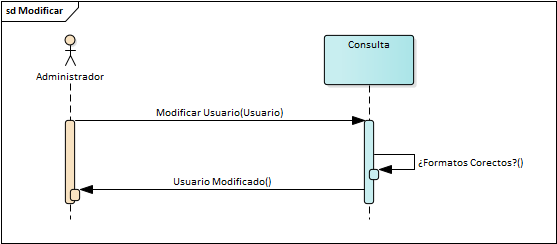 sd Modificar
Administrador
Consulta
Modificar Usuario(Usuario)
¿Formatos Corectos?()
Usuario Modificado()